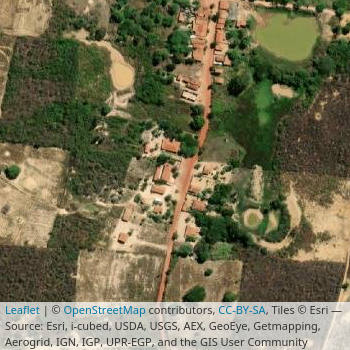 Leaflet | © OpenStreetMap contributors, CC-BY-SA, Tiles © Esri —
Source: Esri, i-cubed, USDA, USGS, AEX, GeoEye, Getmapping,
Aerogrid, IGN, IGP, UPR-EGP, and the GIS User Community